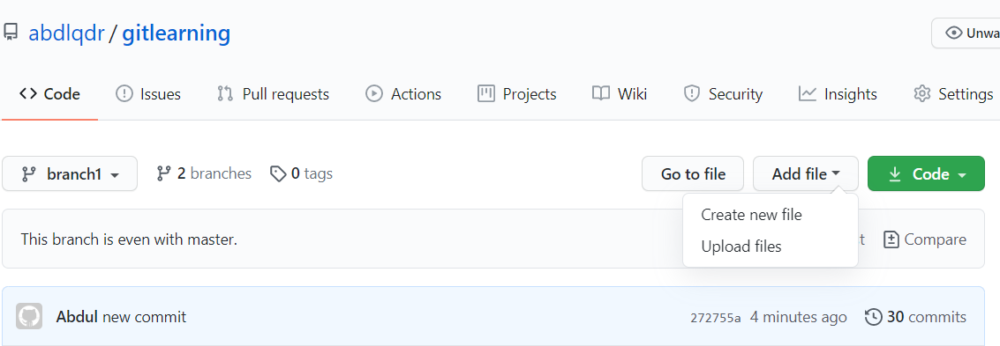 abdlqdr / gitlearning
Unwa
Code Issues Pull requests Actions Projects Wiki Security Insights Settings
branch1 2 branches 0 tags Go to file Add file Code
Create new file
Upload files
This branch is even with master. t Compare
Abdul new commit 272755a 4 minutes ago 30 commits